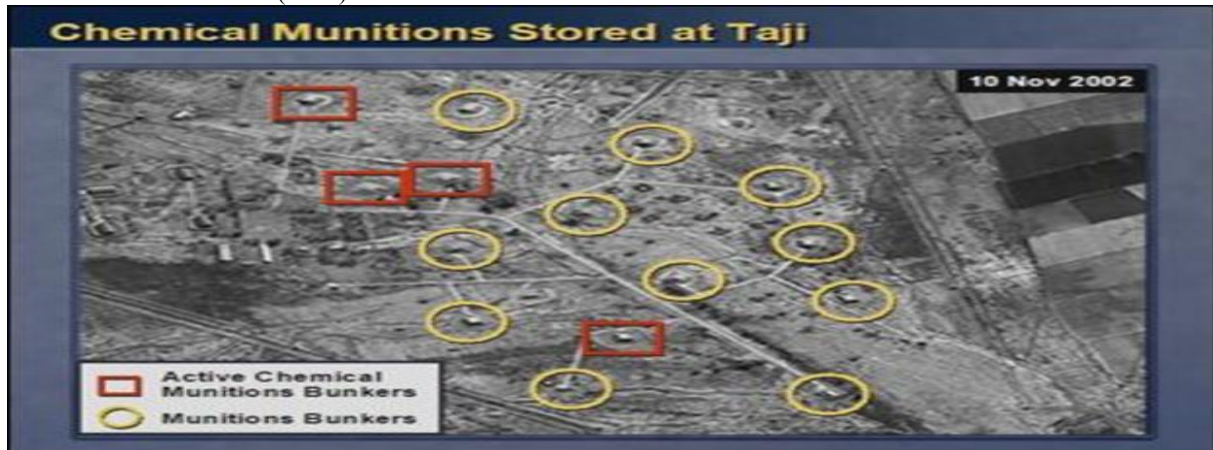 Chemical Munitions Stored at Taji
10 Nov 2002
Active Chemical
Munitions Bunkers
Munitions Bunkers